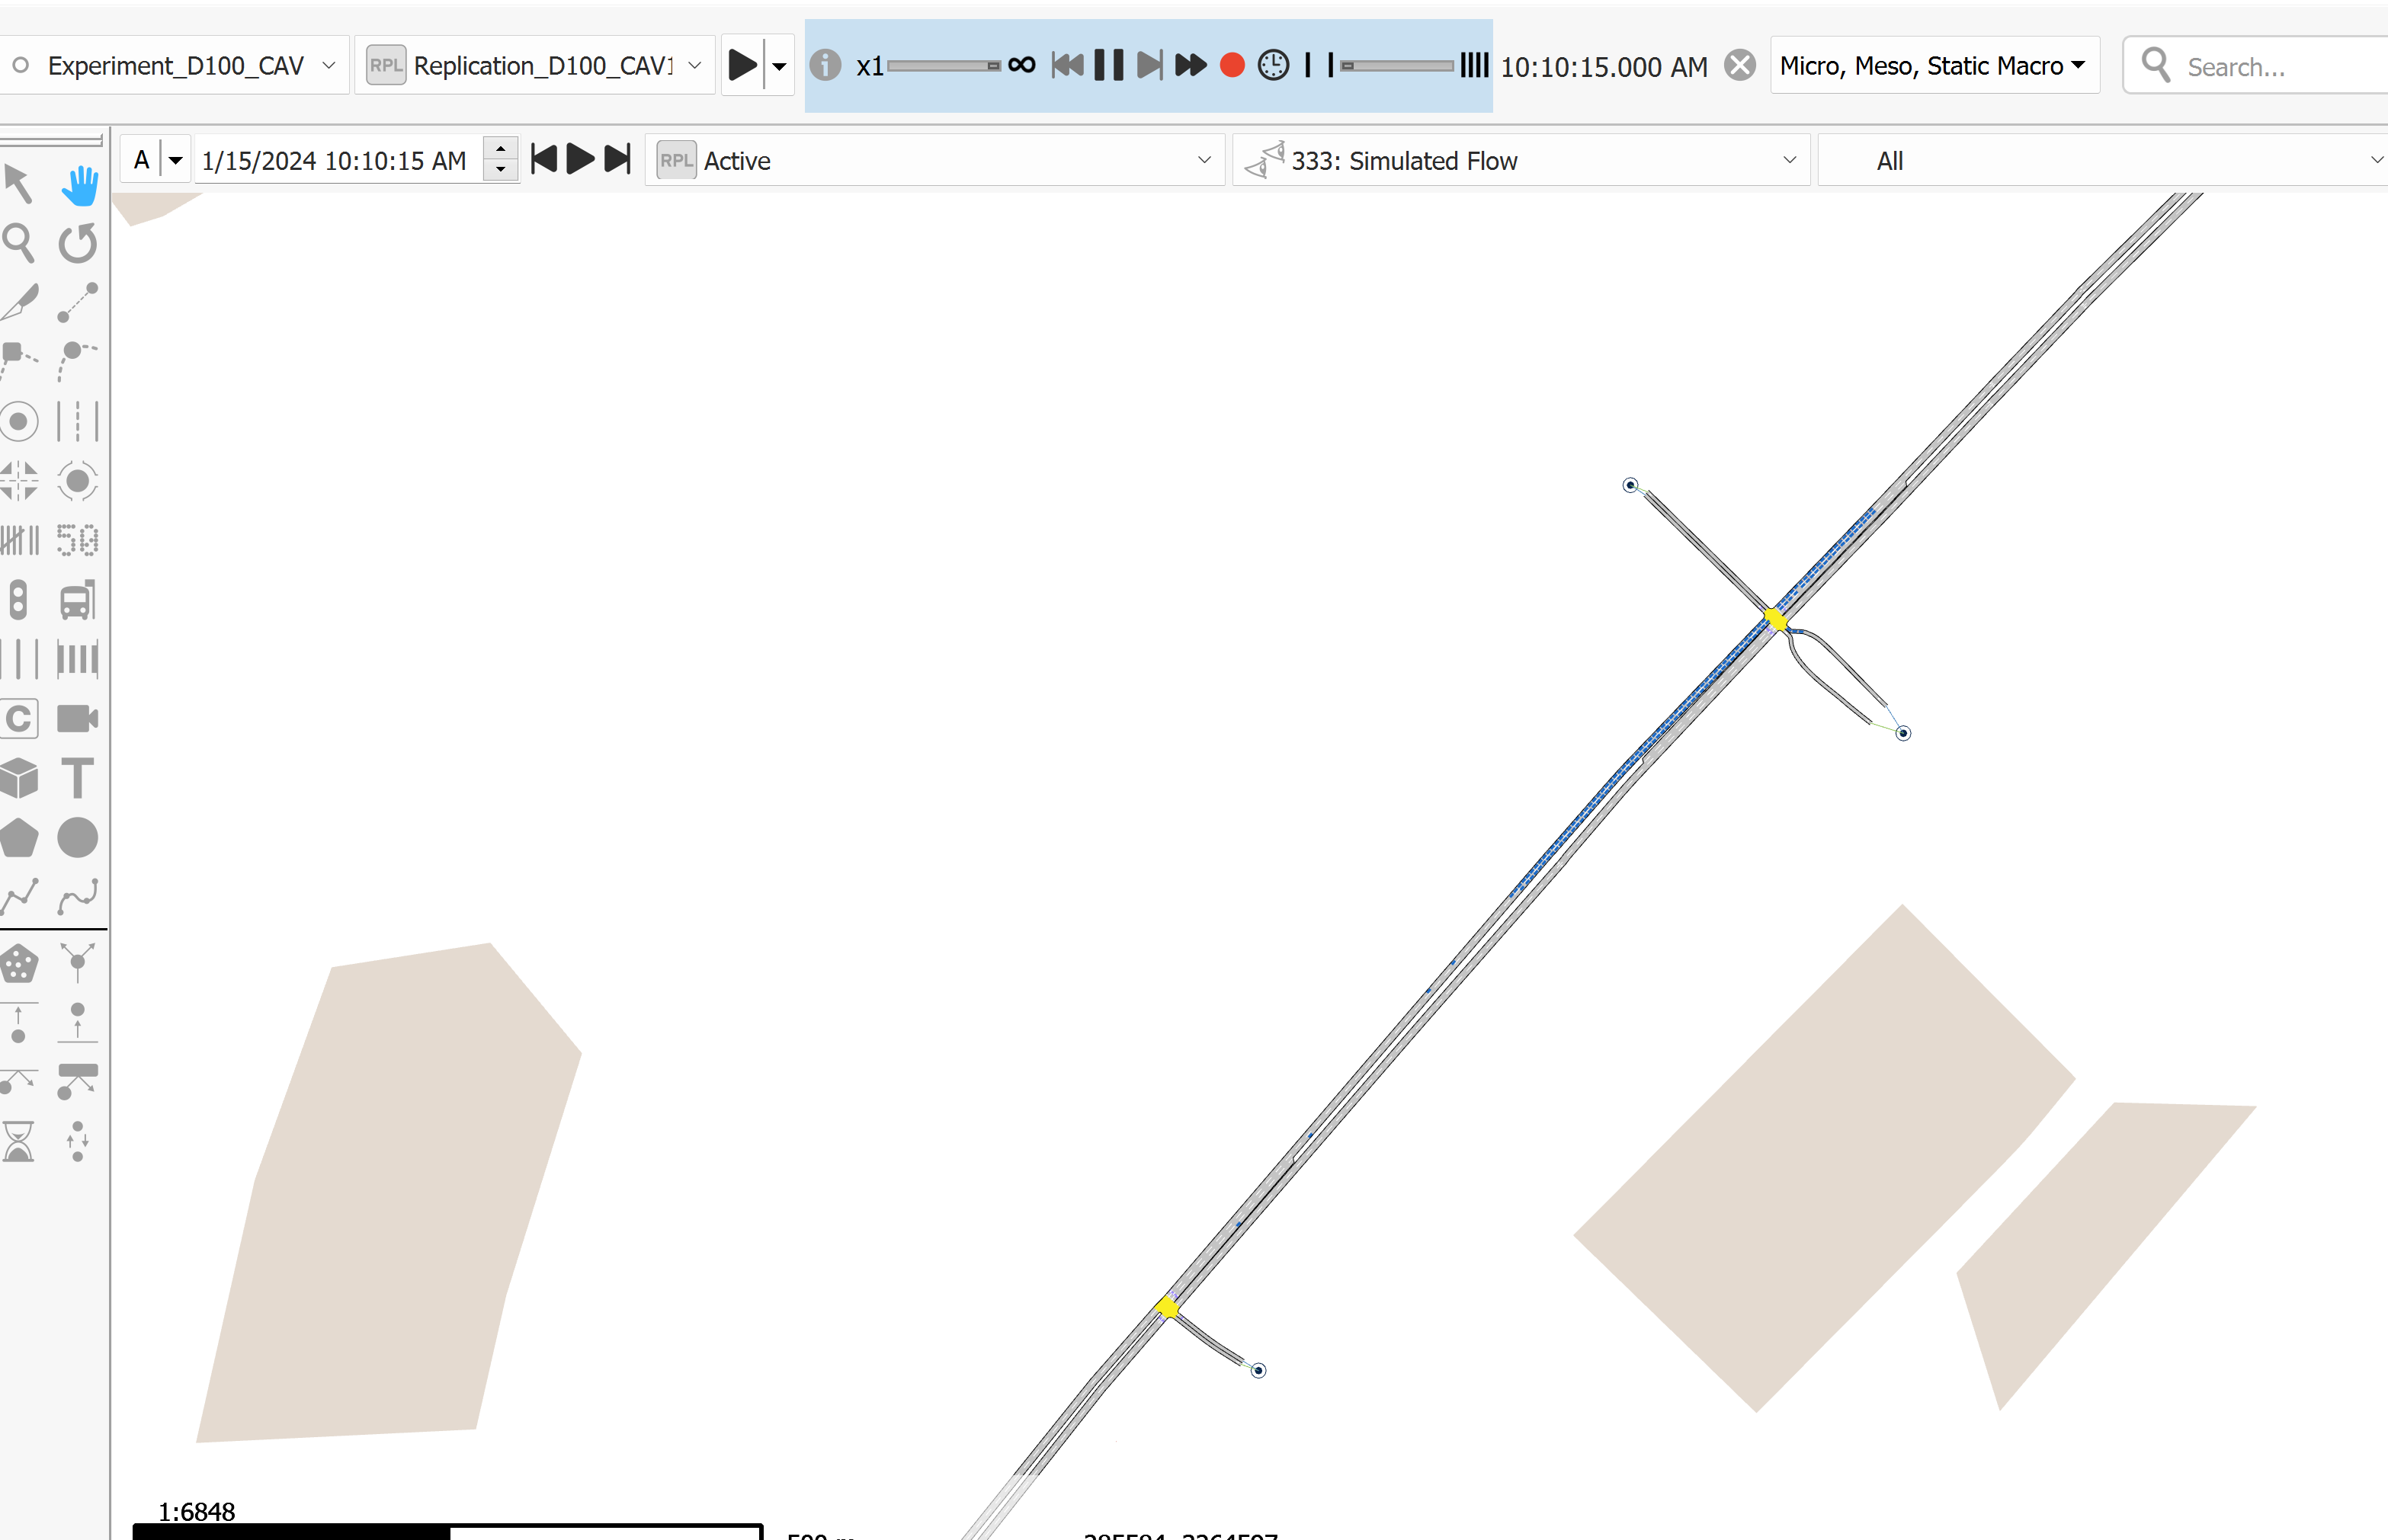 Experiment_D100_CAV RPL Replication_D100_CAV1 x1 ∞ 10:10:15.000 AM Micro, Meso, Static Macro Search...
A 1/15/2024 10:10:15 AM RPL Active 333: Simulated Flow All
50
C
T
1:6848